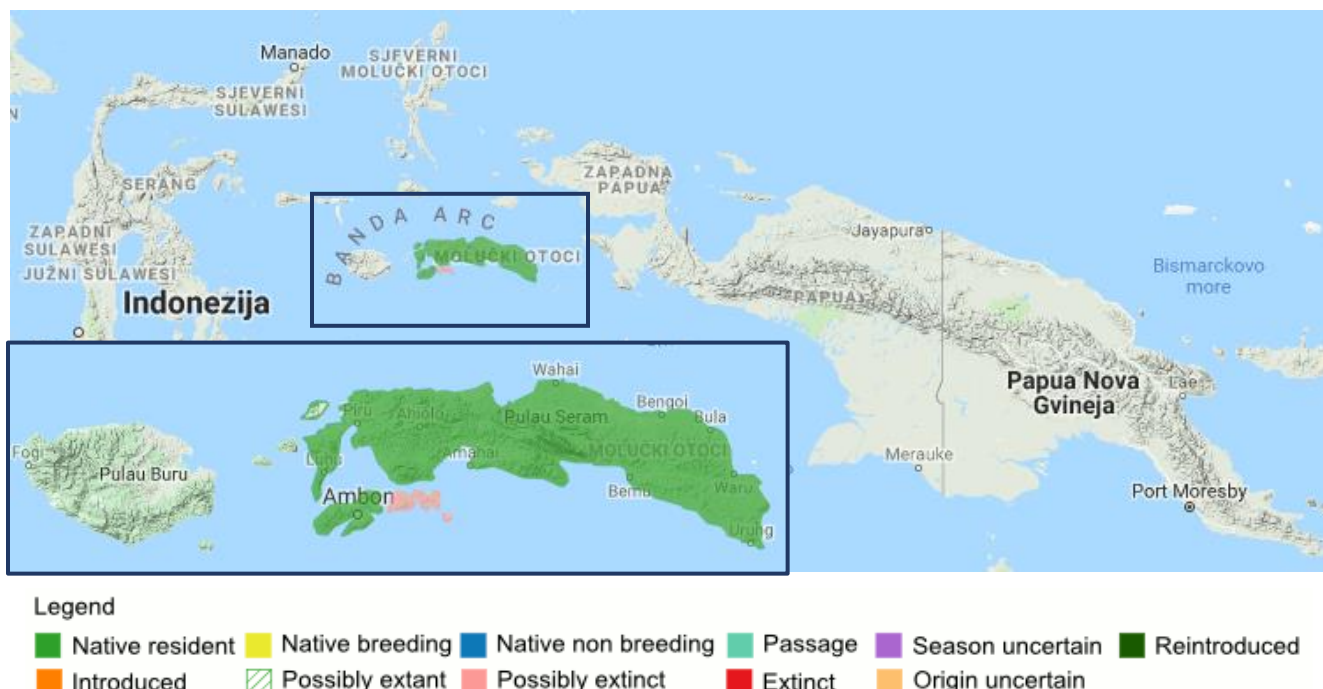 Manado
SJEVERNI
MOLUČKI OTOCI
SJEVERNI
SULAWESI
SERANG
ZAPADNA
PAPUA
BANDA ARC
ZAPADNI
SULAWESI
JUŽNI SULAWESI
MOLUČKI OTOCI
Jayapura
Bismarckovo
more
Indonezija
PAPUA
Papua Nova
Gvineja
Lae
Merauke
Port Moresby
Wahai
Bengoi
Piru
Ahiolo
Pulau Seram
Bula
Fogi
Pulau Buru
Luhu
Amahai
MOLUČKI OTOCI
Bemu
Waru
Ambon
Urung
Legend
Native resident Native breeding Native non breeding Passage Season uncertain Reintroduced
Introduced Possibly extant Possibly extinct Extinct Origin uncertain